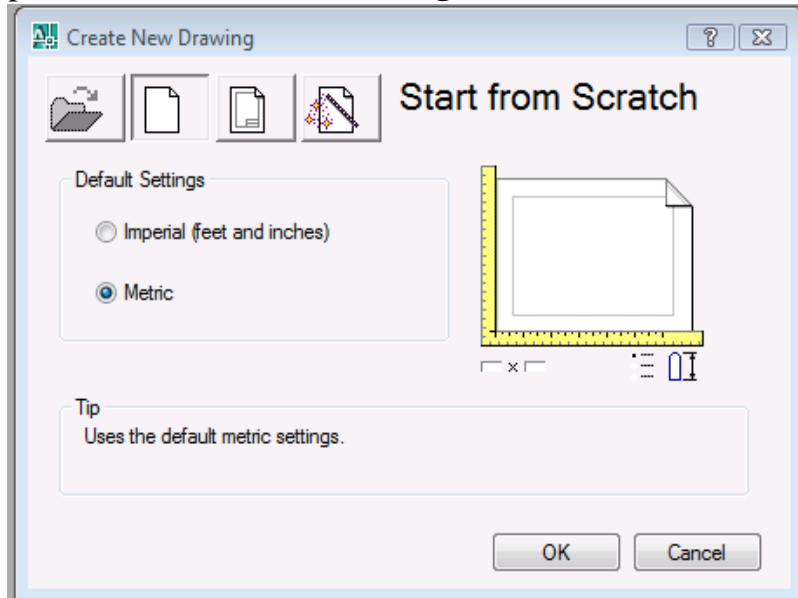 Create New Drawing
Start from Scratch
Default Settings
Imperial (feet and inches)
Metric
Tip
Uses the default metric settings.
OK Cancel